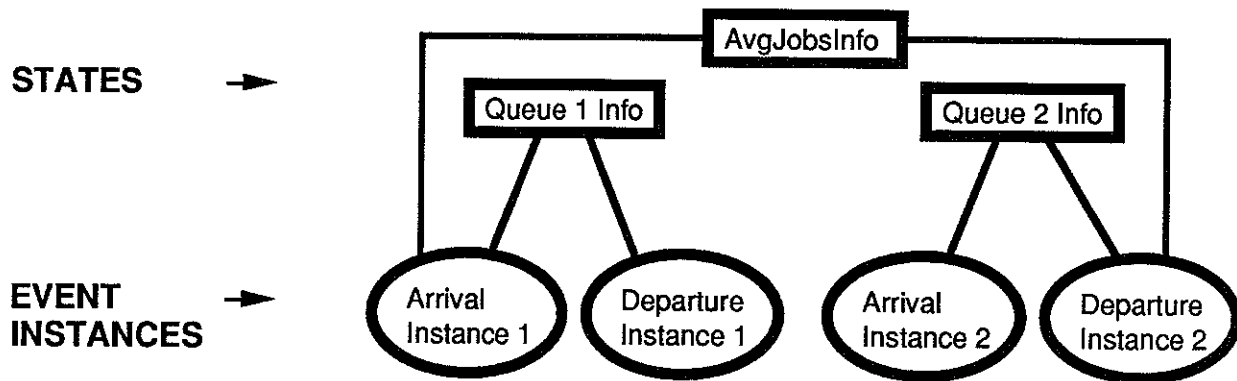 AvgJobsInfo
STATES
Queue 1 Info
Queue 2 Info
EVENT
INSTANCES
Arrival
Instance 1
Departure
Instance 1
Arrival
Instance 2
Departure
Instance 2